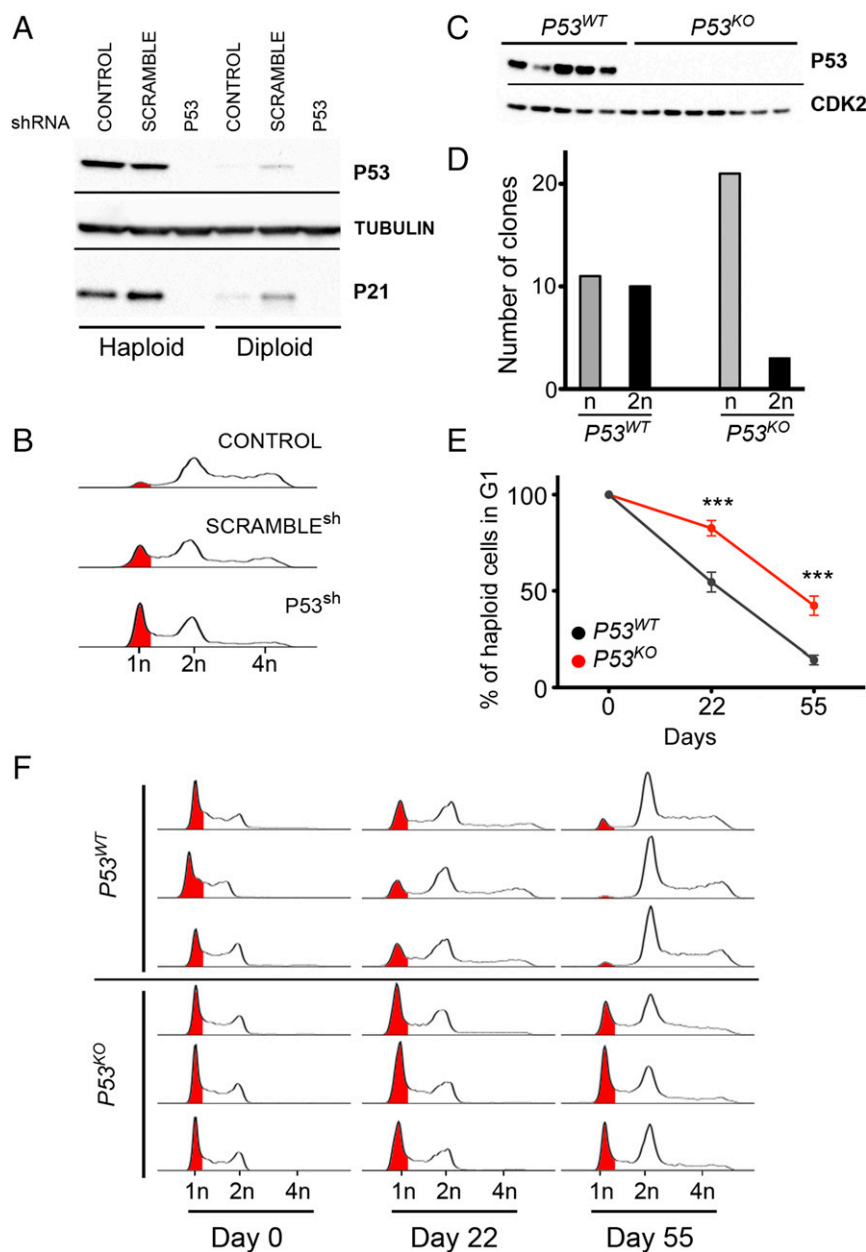 A
shRNA
CONTROL
SCRAMBLE
P53
CONTROL
SCRAMBLE
P53
P53
TUBULIN
P21
Haploid
Diploid
B
CONTROL
SCRAMBLEsh
P53sh
1n 2n 4n
C
P53WT P53KO
P53
CDK2
D
Number of clones
20
10
0
n 2n n 2n
P53WT P53KO
E
% of haploid cells in G1
100
50
0
***
***
P53WT
P53KO
0 22 55
Days
F
P53WT
P53KO
1n 2n 4n 1n 2n 4n 1n 2n 4n
Day 0 Day 22 Day 55